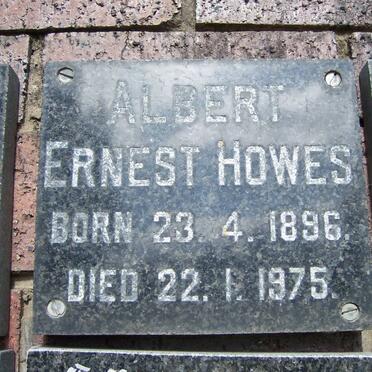 ALBERT
ERNEST HOWES
BORN 23. 4. 1896.
DIED 22. 1. 1975.